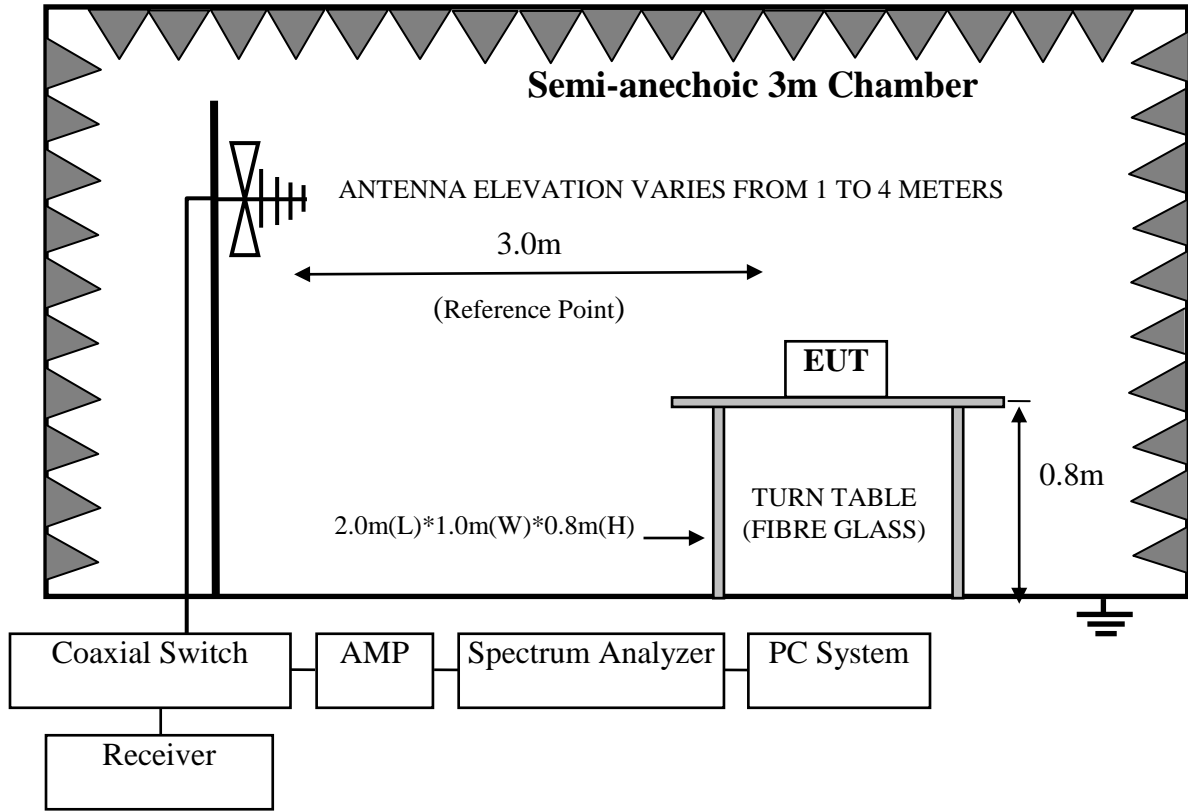 Semi-anechoic 3m Chamber
ANTENNA ELEVATION VARIES FROM 1 TO 4 METERS
3.0m
(Reference Point)
EUT
0.8m
TURN TABLE
(FIBRE GLASS)
2.0m(L)*1.0m(W)*0.8m(H)
Coaxial Switch
AMP
Spectrum Analyzer
PC System
Receiver